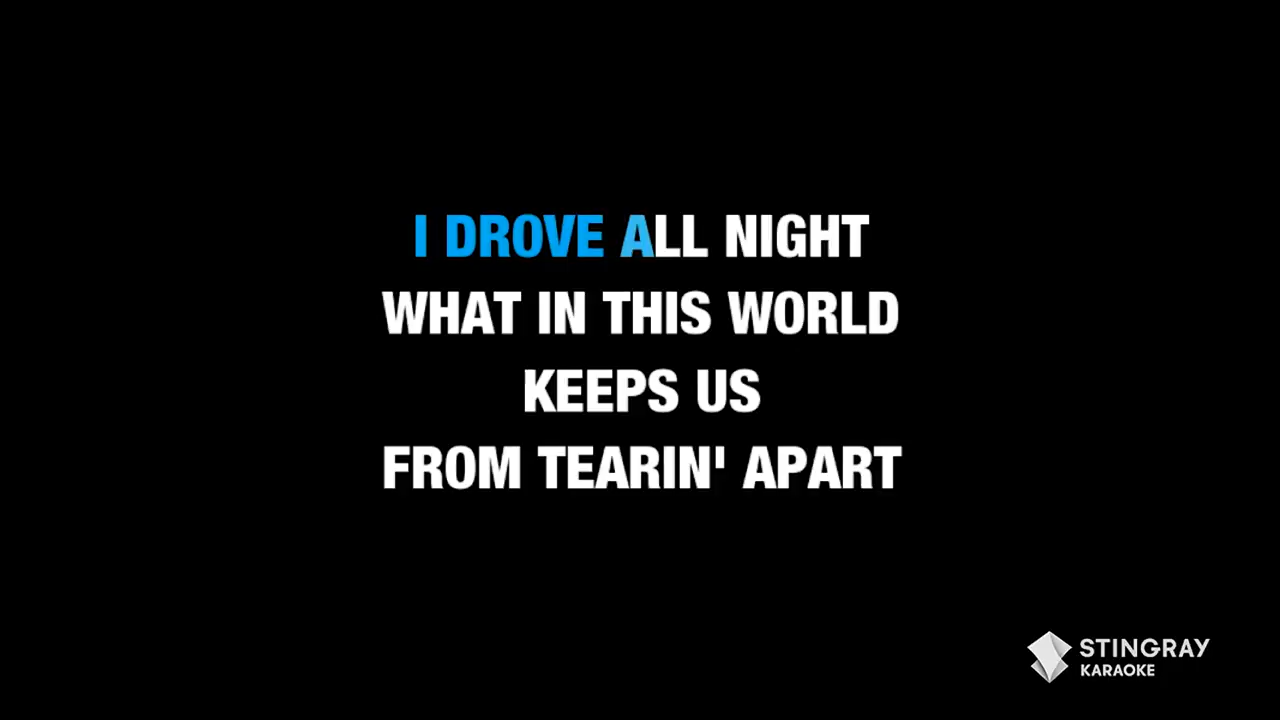 I DROVE ALL NIGHT
WHAT IN THIS WORLD
KEEPS US
FROM TEARIN' APART
STINGRAY
KARAOKE